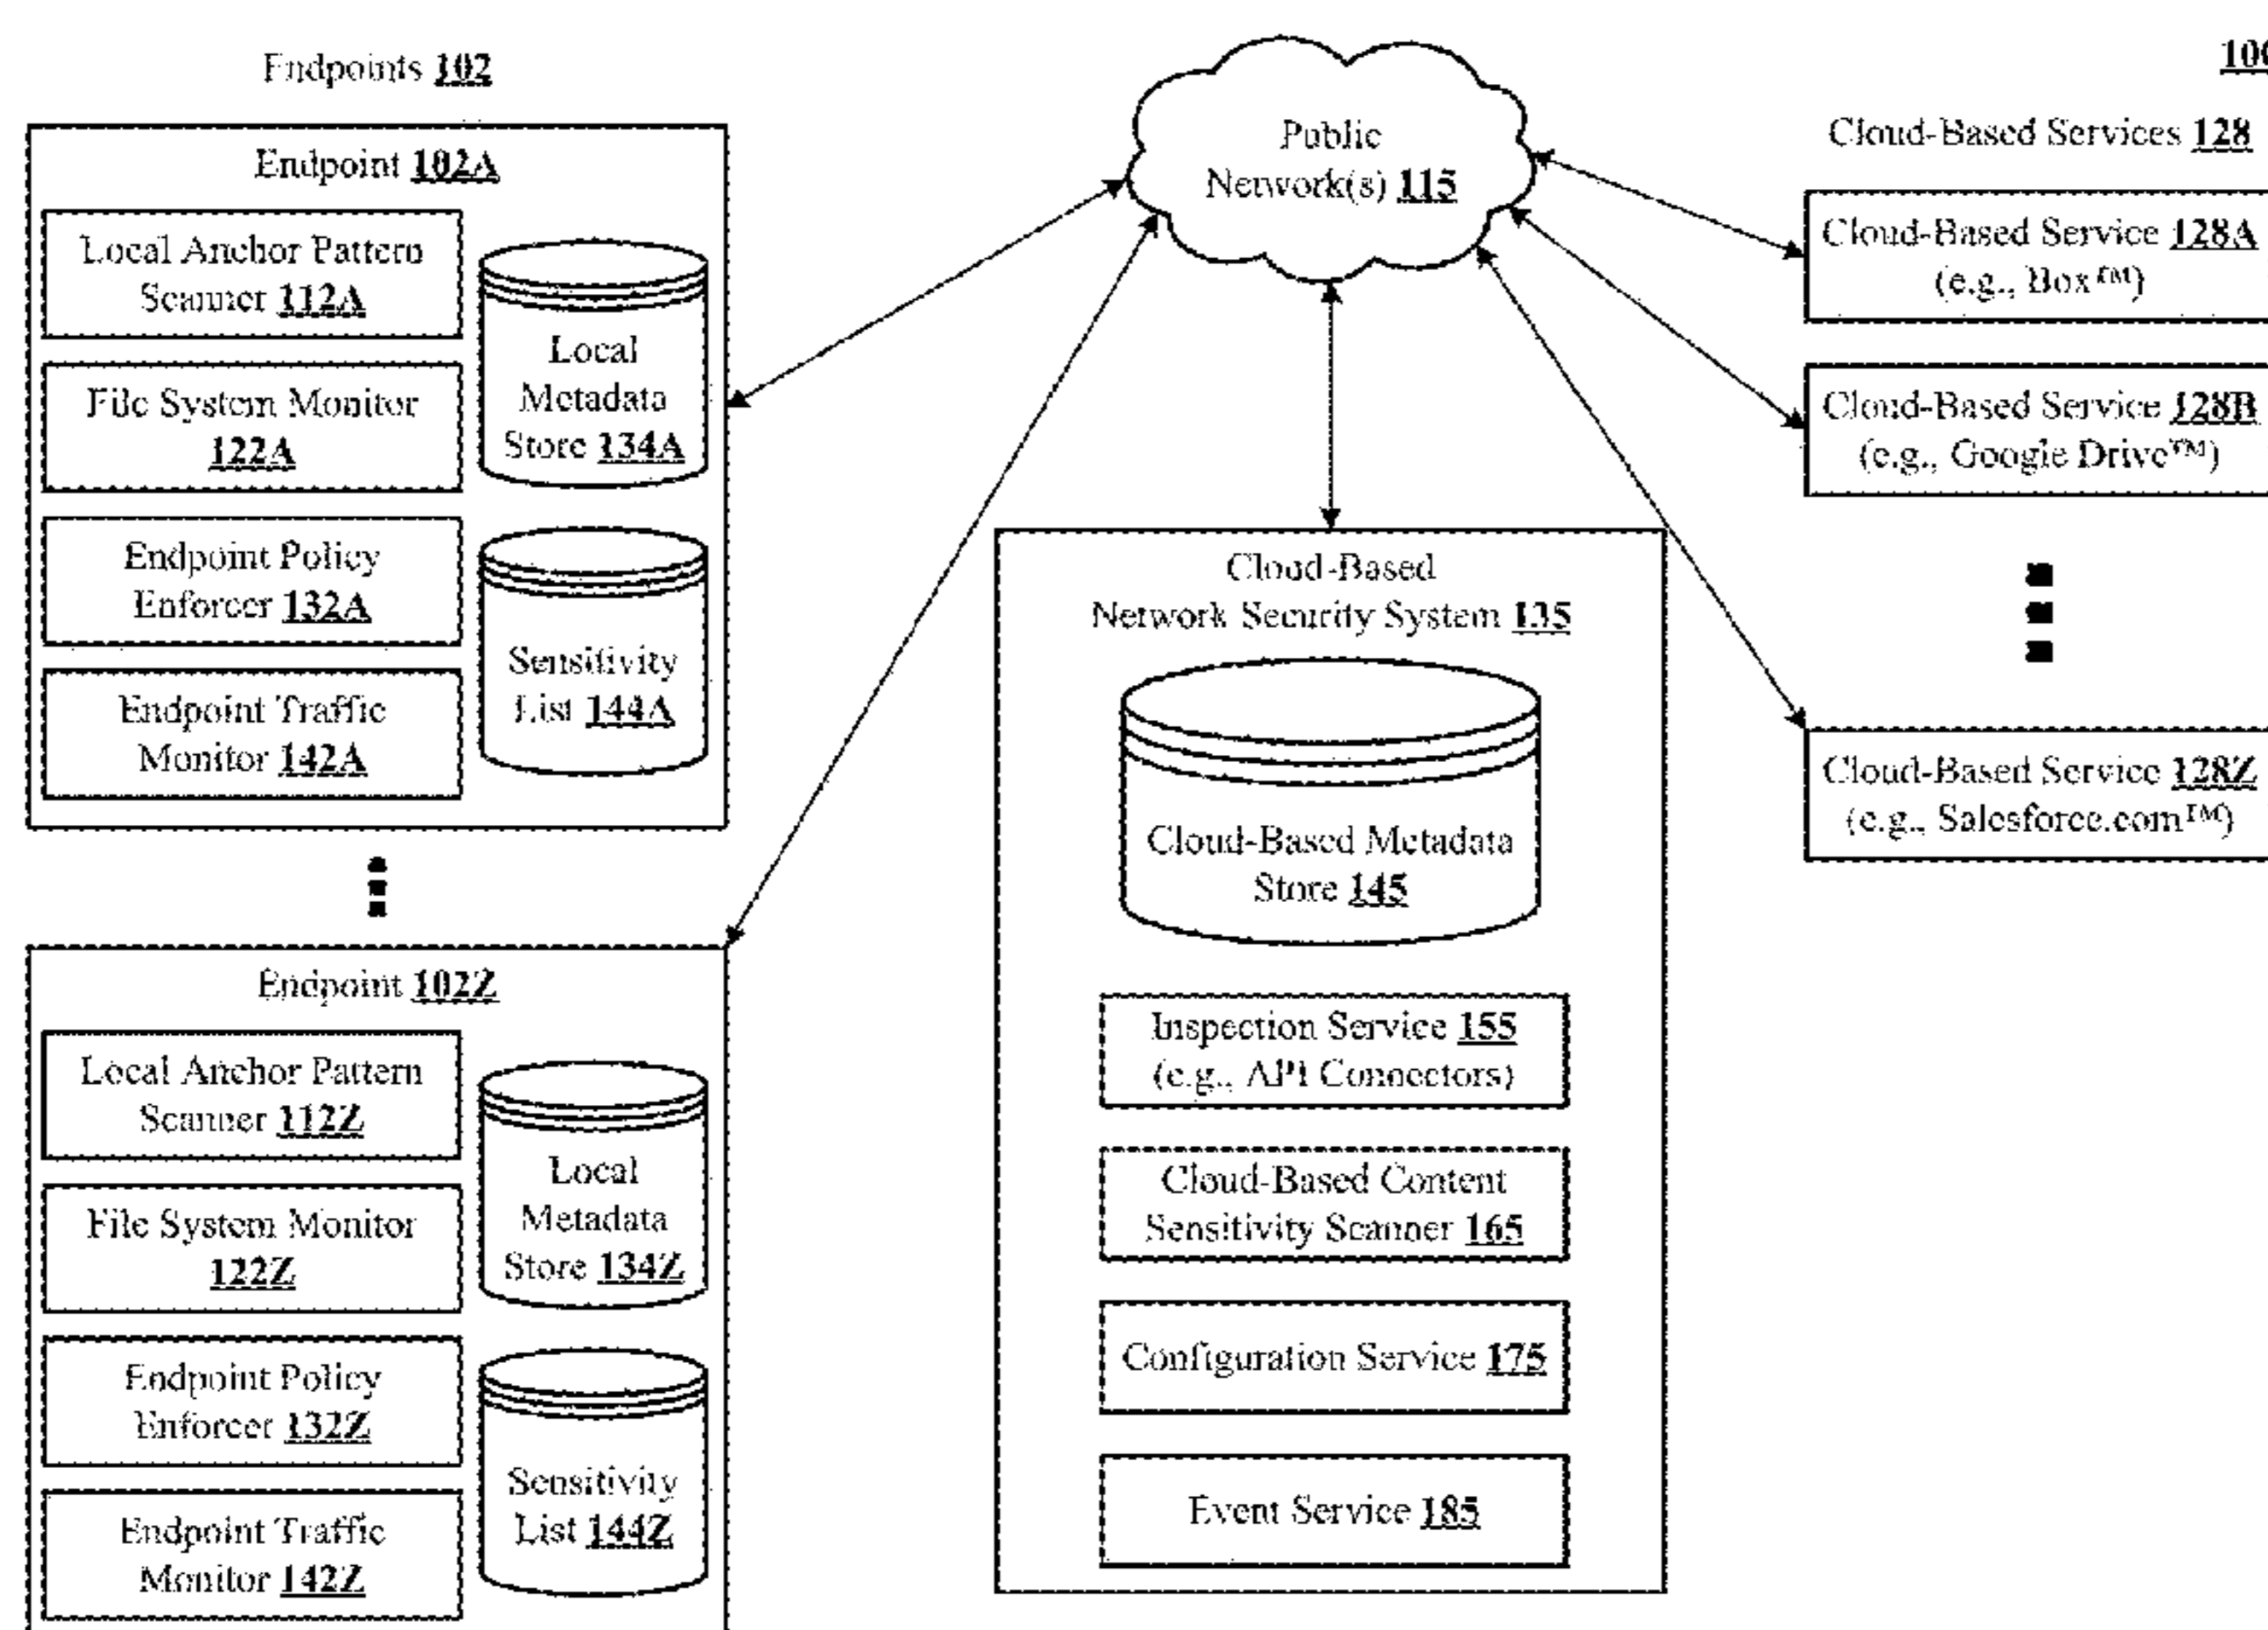 Endpoints 102
Endpoint 102A
Local Anchor Pattern
Scanner 112A
File System Monitor
122A
Endpoint Policy
Enforcer 132A
Endpoint Traffic
Monitor 142A
Local
Metadata
Store 134A
Sensitivity
List 144A
Endpoint 102Z
Local Anchor Pattern
Scanner 112Z
File System Monitor
122Z
Endpoint Policy
Enforcer 132Z
Endpoint Traffic
Monitor 142Z
Local
Metadata
Store 134Z
Sensitivity
List 144Z
Public
Network(s) 115
Cloud-Based
Network Security System 135
Cloud-Based Metadata
Store 145
Inspection Service 155
(e.g., API Connectors)
Cloud-Based Content
Sensitivity Scanner 165
Configuration Service 175
Event Service 185
Cloud-Based Services 128
Cloud-Based Service 128A
(e.g., Box™)
Cloud-Based Service 128B
(e.g., Google Drive™)
Cloud-Based Service 128Z
(e.g., Salesforce.com™)